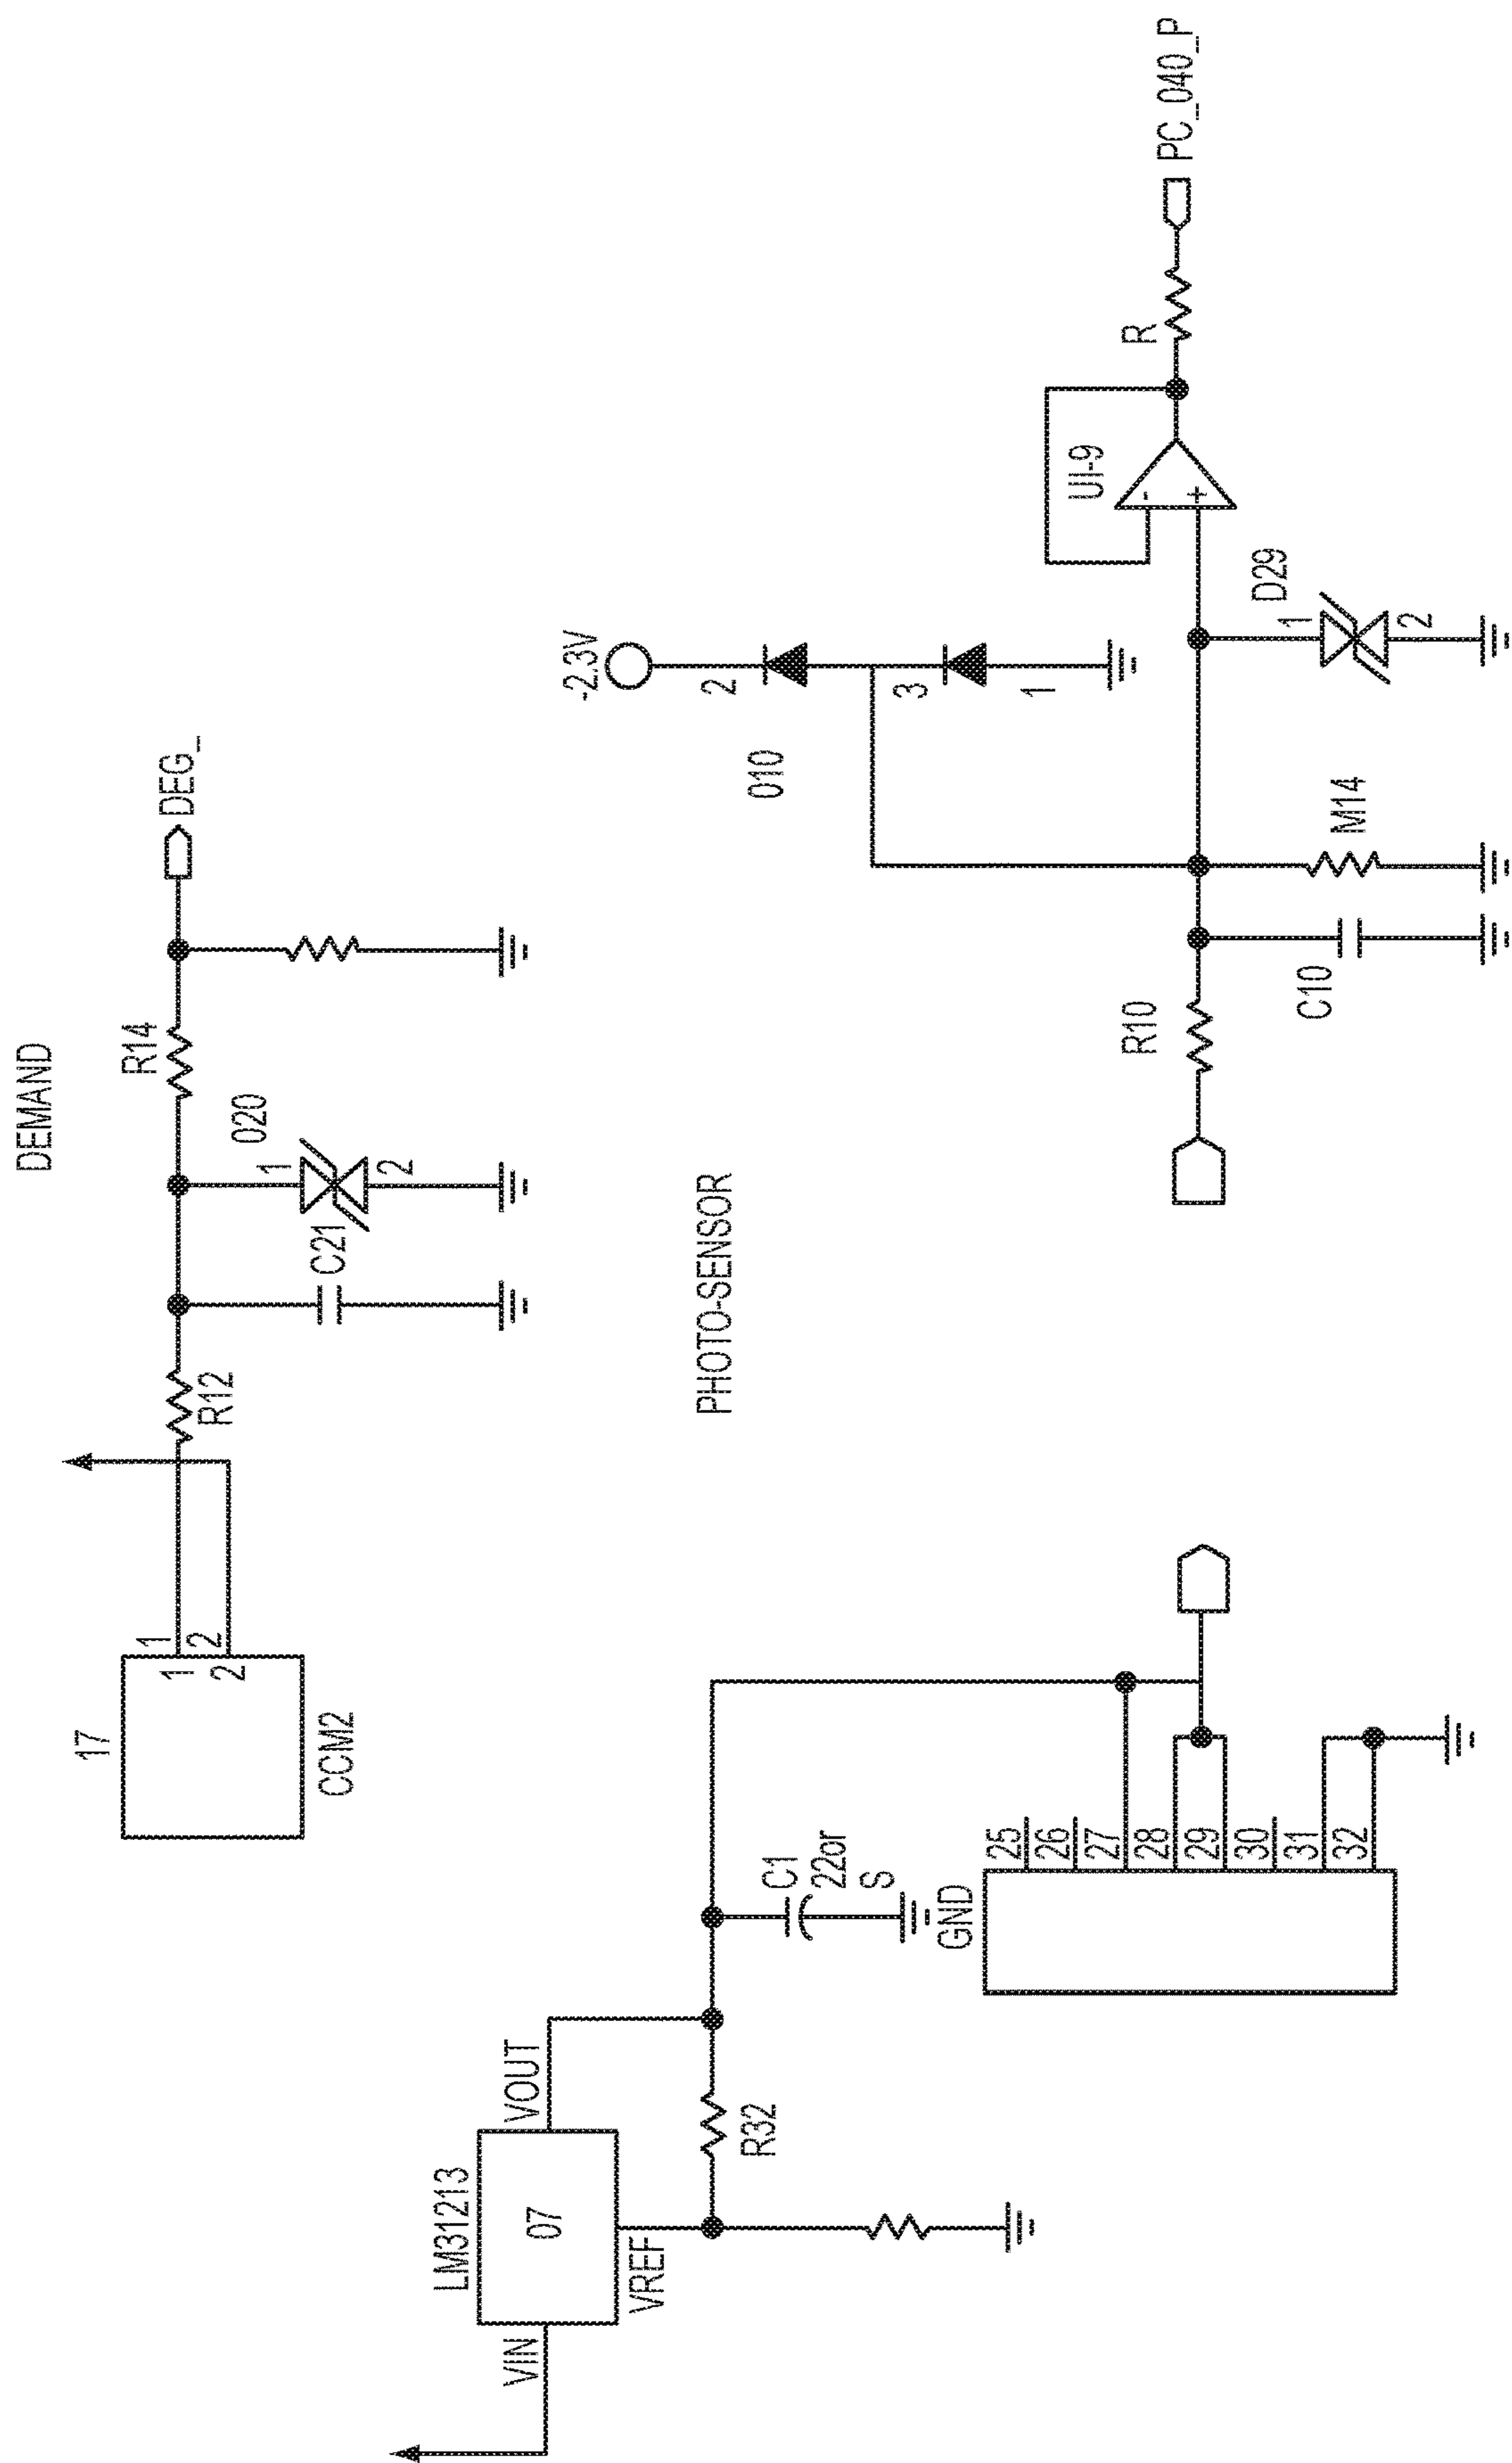 DEMAND
17
1
1
2
2
CCM2
R12
C21
1
020
2
R14
DEG_
PHOTO-SENSOR
LM31213
07
VIN
VOUT
VREF
R32
C1
22or
S
GND
25
26
27
28
29
30
31
32
-2.3V
2
010
3
1
R10
C10
M14
D29
1
2
UI-9
-
+
R
PC_040_P